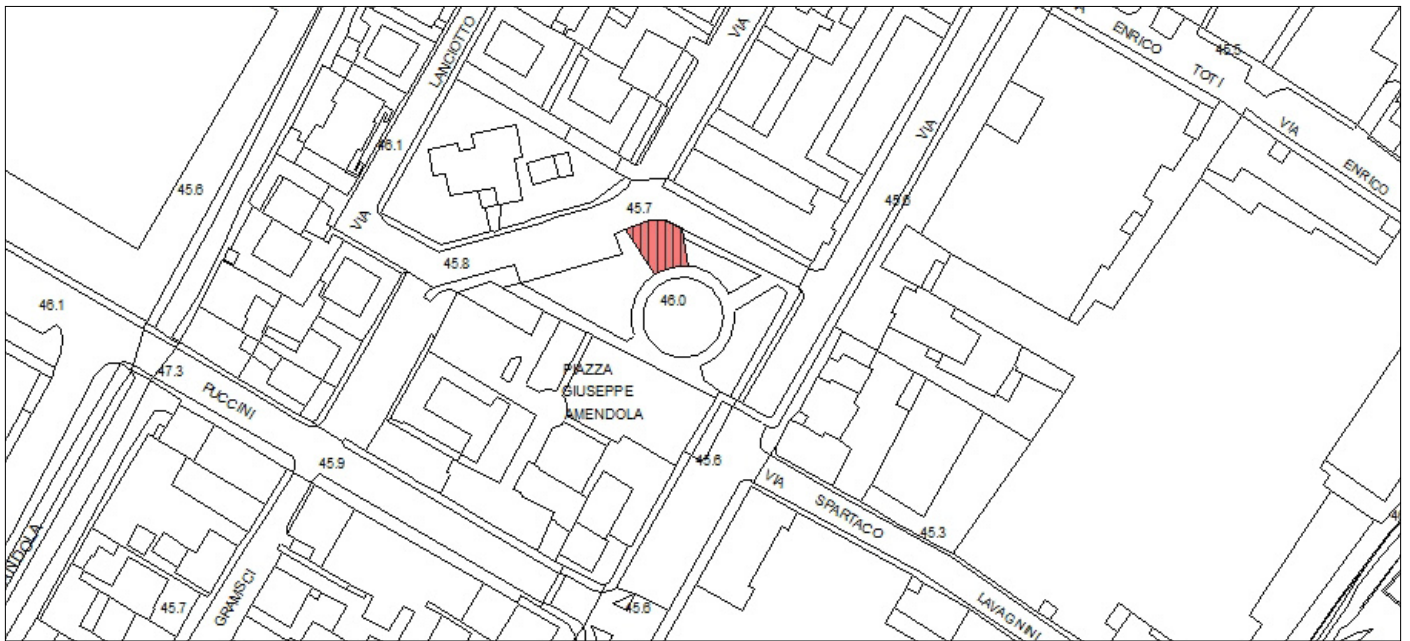 LANCIOTTO
VIA
ENRICO
TOTI
45.5
VIA
ENRICO
VIA
46.1
45.6
VIA
45.7
45.6
45.8
46.0
46.1
47.3
PUCCINI
PIAZZA
GIUSEPPE
AMENDOLA
45.9
45.6
VIA
SPARTACO
45.3
NDOLA
GRAMSCI
45.7
45.6
LAVAGNINI